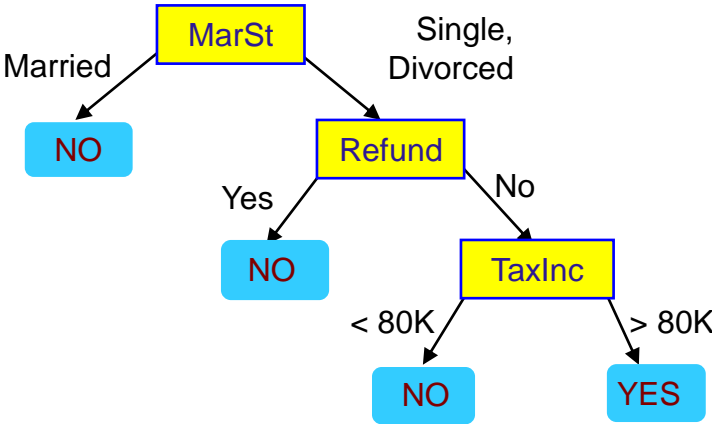 MarSt
Single,
Married
Divorced
NO
Refund
Yes
No
NO
TaxInc
< 80K
> 80K
NO
YES